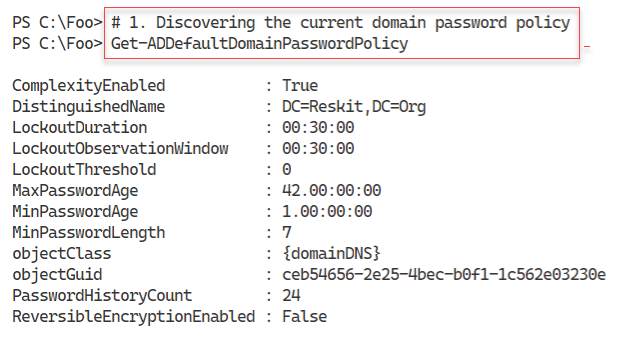 PS C:\Foo> # 1. Discovering the current domain password policy
PS C:\Foo> Get-ADDefaultDomainPasswordPolicy
ComplexityEnabled : True
DistinguishedName : DC=Reskit,DC=Org
LockoutDuration : 00:30:00
LockoutObservationWindow : 00:30:00
LockoutThreshold : 0
MaxPasswordAge : 42.00:00:00
MinPasswordAge : 1.00:00:00
MinPasswordLength : 7
objectClass : {domainDNS}
objectGuid : ceb54656-2e25-4bec-b0f1-1c562e03230e
PasswordHistoryCount : 24
ReversibleEncryptionEnabled : False